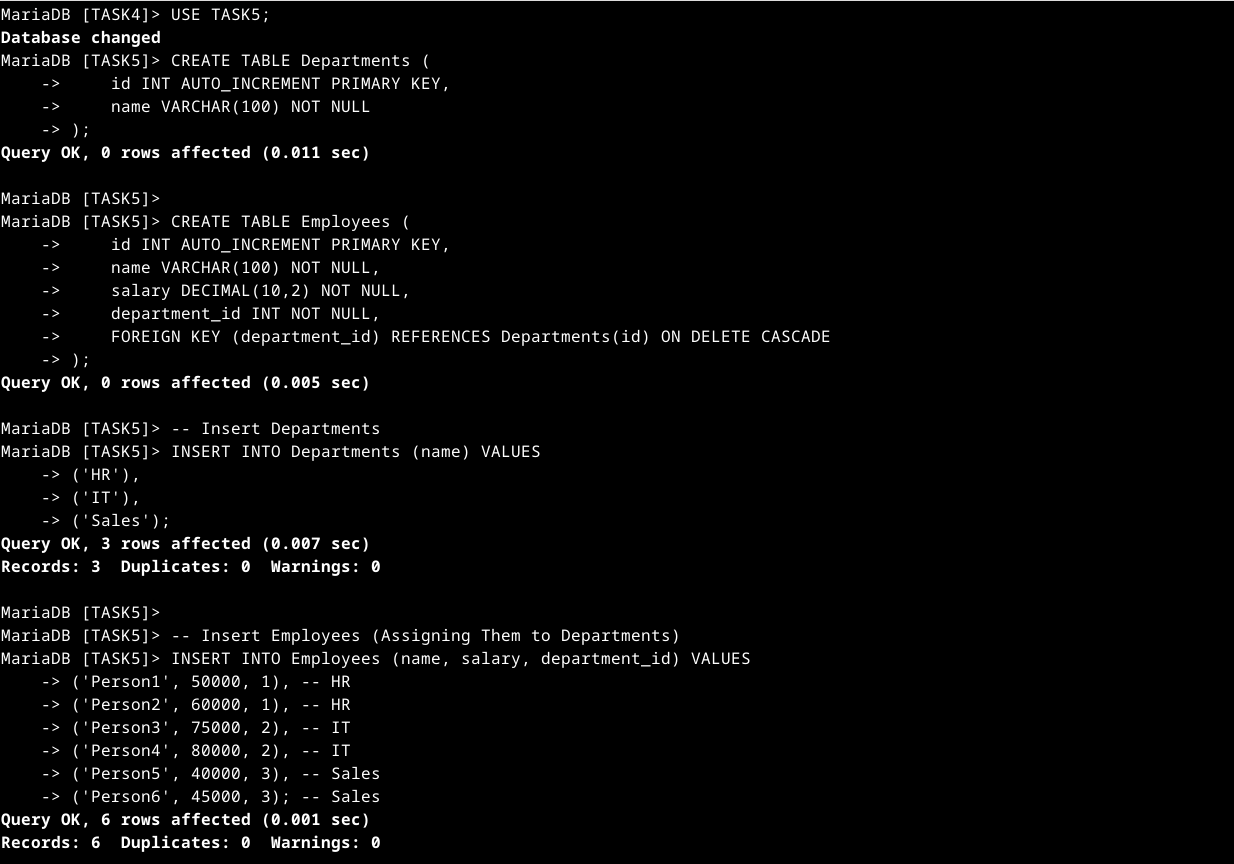 MariaDB [TASK4]> USE TASK5;
Database changed
MariaDB [TASK5]> CREATE TABLE Departments (
    ->     id INT AUTO_INCREMENT PRIMARY KEY,
    ->     name VARCHAR(100) NOT NULL
    -> );
Query OK, 0 rows affected (0.011 sec)

MariaDB [TASK5]>
MariaDB [TASK5]> CREATE TABLE Employees (
    ->     id INT AUTO_INCREMENT PRIMARY KEY,
    ->     name VARCHAR(100) NOT NULL,
    ->     salary DECIMAL(10,2) NOT NULL,
    ->     department_id INT NOT NULL,
    ->     FOREIGN KEY (department_id) REFERENCES Departments(id) ON DELETE CASCADE
    -> );
Query OK, 0 rows affected (0.005 sec)

MariaDB [TASK5]> -- Insert Departments
MariaDB [TASK5]> INSERT INTO Departments (name) VALUES
    -> ('HR'),
    -> ('IT'),
    -> ('Sales');
Query OK, 3 rows affected (0.007 sec)
Records: 3  Duplicates: 0  Warnings: 0

MariaDB [TASK5]>
MariaDB [TASK5]> -- Insert Employees (Assigning Them to Departments)
MariaDB [TASK5]> INSERT INTO Employees (name, salary, department_id) VALUES
    -> ('Person1', 50000, 1), -- HR
    -> ('Person2', 60000, 1), -- HR
    -> ('Person3', 75000, 2), -- IT
    -> ('Person4', 80000, 2), -- IT
    -> ('Person5', 40000, 3), -- Sales
    -> ('Person6', 45000, 3); -- Sales
Query OK, 6 rows affected (0.001 sec)
Records: 6  Duplicates: 0  Warnings: 0